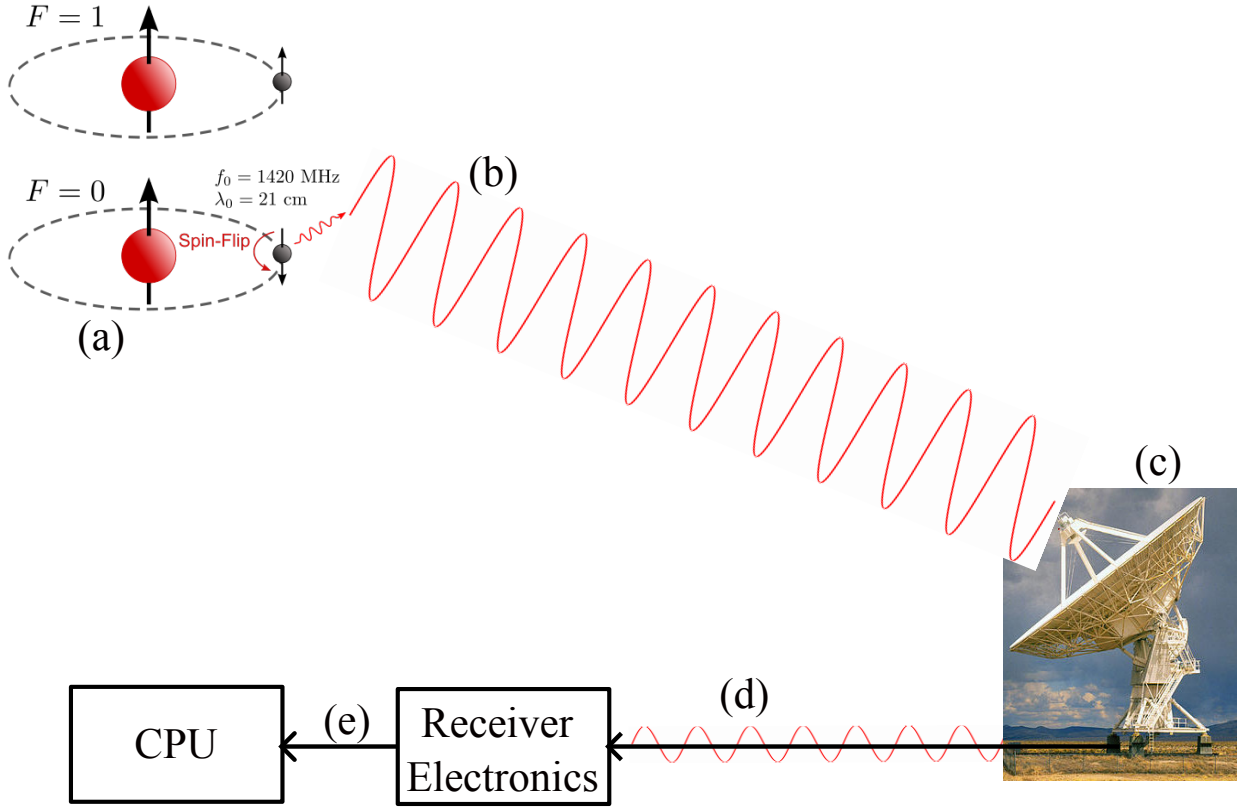 F = 1
F = 0
f₀ = 1420 MHz
λ₀ = 21 cm
Spin-Flip
(a)
(b)
(c)
(d)
(e)
CPU
Receiver
Electronics